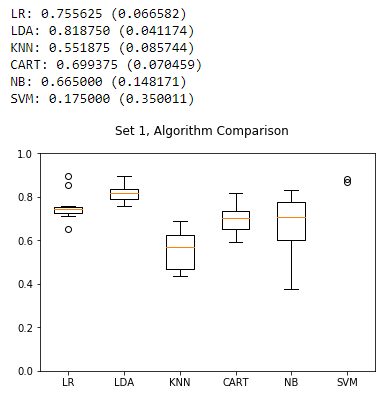 LR: 0.755625 (0.066582)
LDA: 0.818750 (0.041174)
KNN: 0.551875 (0.085744)
CART: 0.699375 (0.070459)
NB: 0.665000 (0.148171)
SVM: 0.175000 (0.350011)
Set 1, Algorithm Comparison
1.0
0.8
0.6
0.4
0.2
0.0
LR LDA KNN CART NB SVM